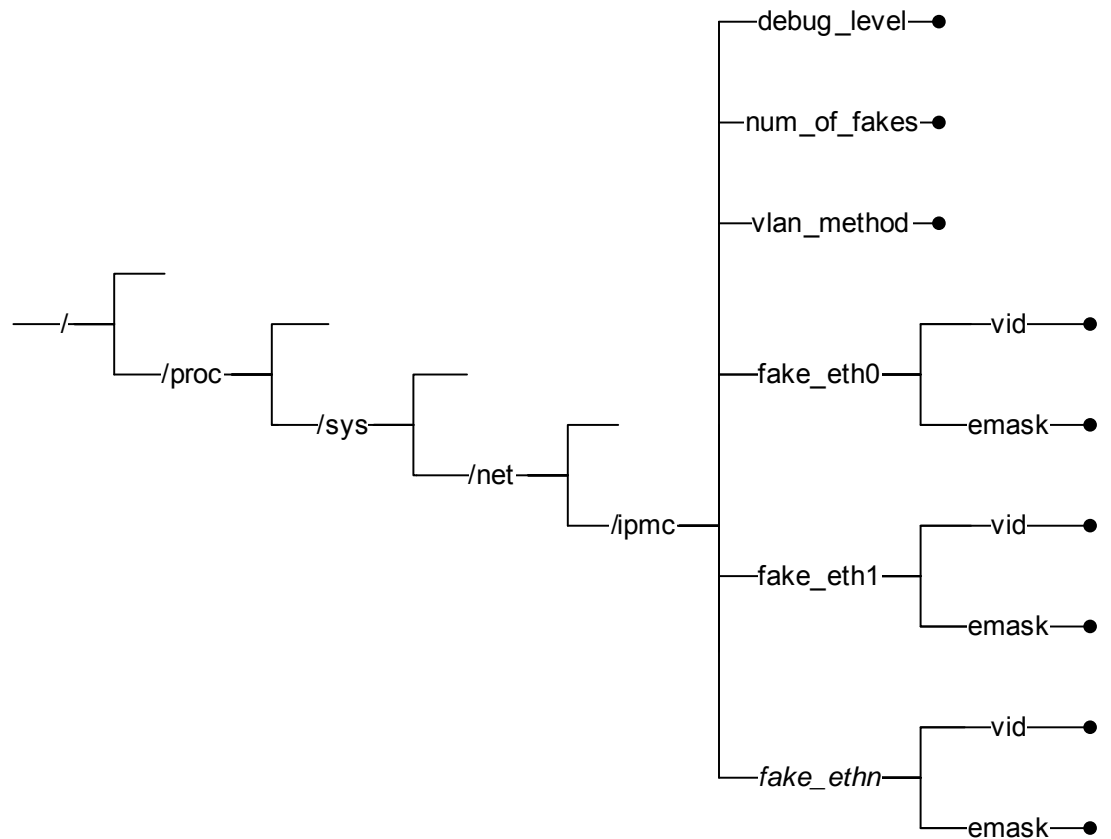 debug_level
num_of_fakes
vlan_method
/
vid
/proc
fake_eth0
/sys
emask
/net
/ipmc
vid
fake_eth1
emask
vid
fake_ethn
emask